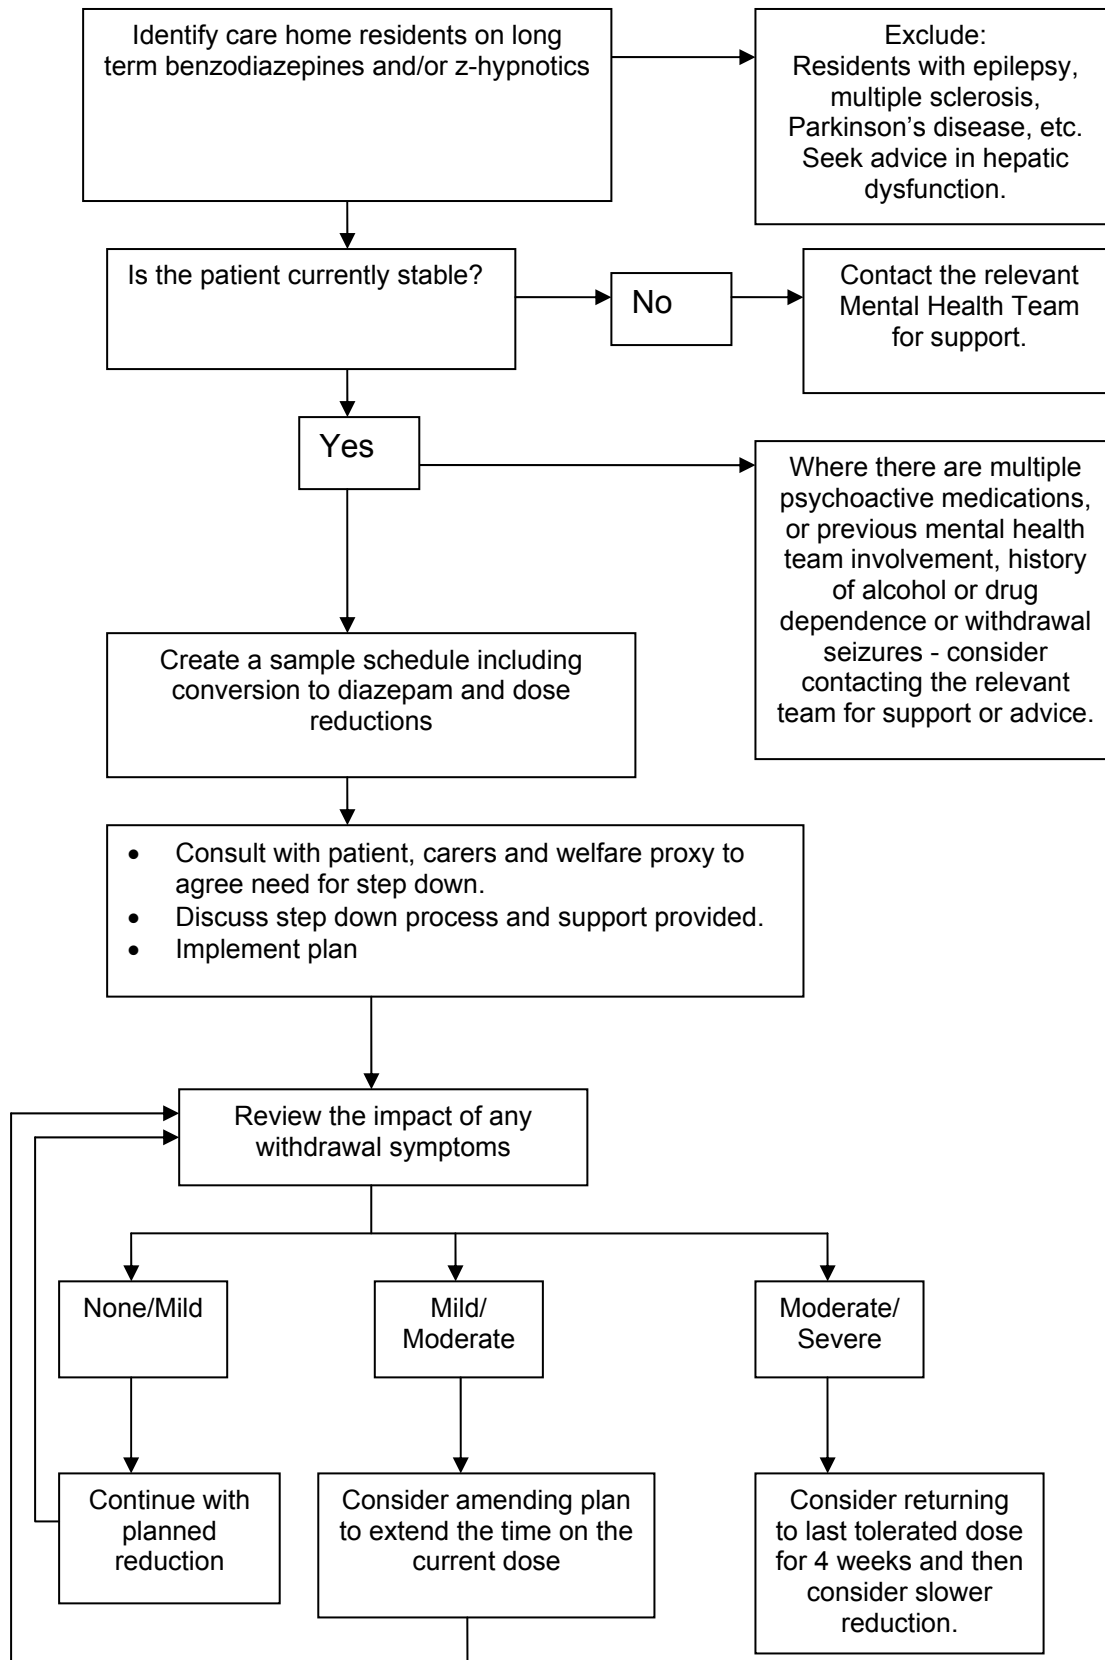 Identify care home residents on long
term benzodiazepines and/or z-hypnotics
Exclude:
Residents with epilepsy,
multiple sclerosis,
Parkinson’s disease, etc.
Seek advice in hepatic
dysfunction.
Is the patient currently stable?
No
Contact the relevant
Mental Health Team
for support.
Yes
Where there are multiple
psychoactive medications,
or previous mental health
team involvement, history
of alcohol or drug
dependence or withdrawal
seizures - consider
contacting the relevant
team for support or advice.
Create a sample schedule including
conversion to diazepam and dose
reductions
• Consult with patient, carers and welfare proxy to
agree need for step down.
• Discuss step down process and support provided.
• Implement plan
Review the impact of any
withdrawal symptoms
None/Mild
Mild/
Moderate
Moderate/
Severe
Continue with
planned
reduction
Consider amending plan
to extend the time on the
current dose
Consider returning
to last tolerated dose
for 4 weeks and then
consider slower
reduction.